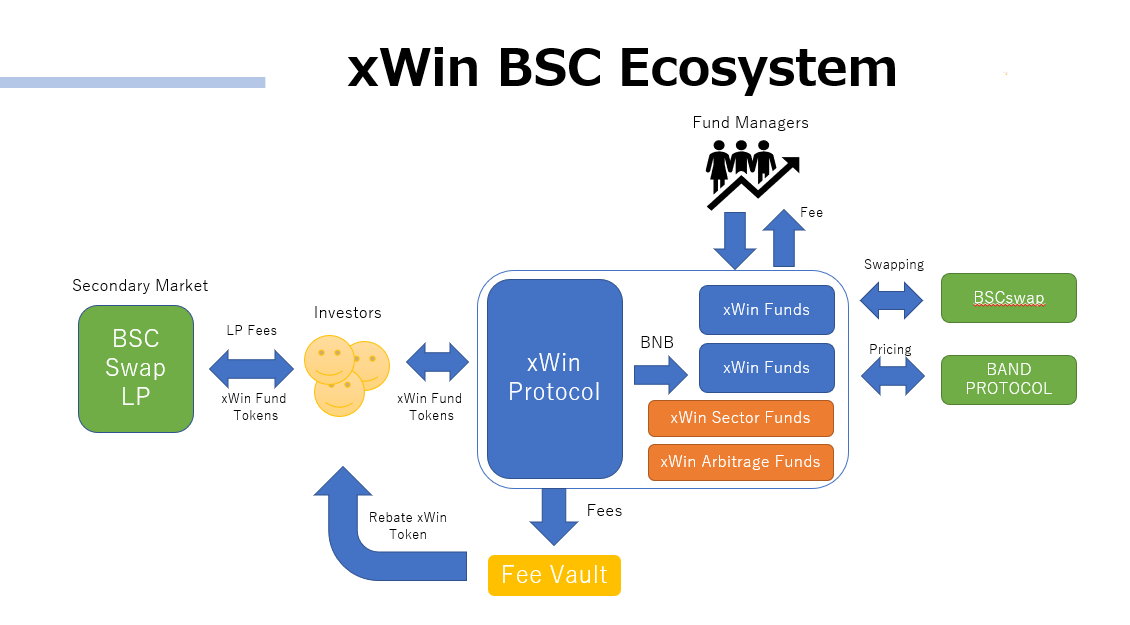 xWin BSC Ecosystem
Fund Managers
Fee
Secondary Market
BSC
Swap
LP
LP Fees
xWin Fund
Tokens
Investors
xWin Fund
Tokens
xWin
Protocol
BNB
xWin Funds
xWin Funds
xWin Sector Funds
xWin Arbitrage Funds
Swapping
BSCswap
Pricing
BAND
PROTOCOL
Fees
Rebate xWin
Token
Fee Vault